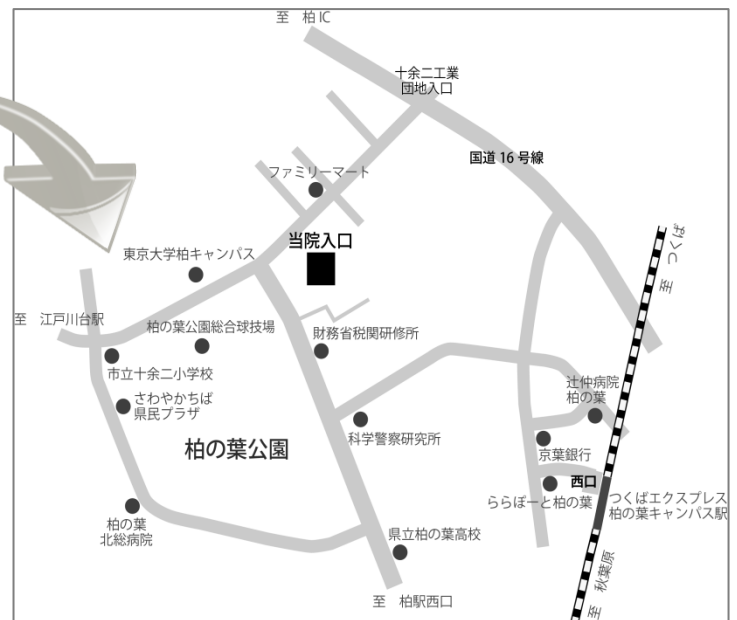 至 柏 IC
十余二工業
団地入口
国道 16 号線
ファミリーマート
至 つくば
当院入口
東京大学柏キャンパス
至 江戸川台駅
柏の葉公園総合球技場
財務省税関研修所
市立十余二小学校
さわやかちば
県民プラザ
辻仲病院
柏の葉
柏の葉公園
科学警察研究所
京葉銀行
西口
ららぽーと柏の葉
つくばエクスプレス
柏の葉キャンパス駅
柏の葉
北総病院
県立柏の葉高校
至 秋葉原
至 柏駅西口